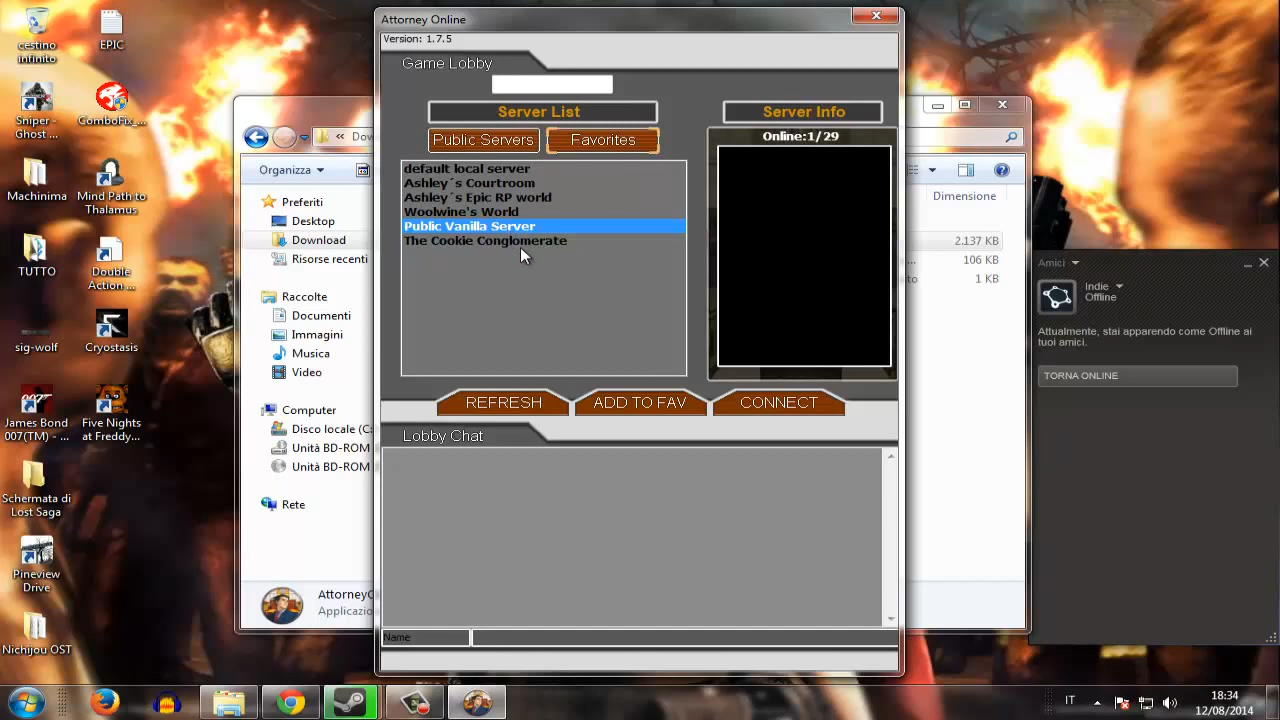 cestino
infinito
EPIC
Sniper -
Ghost ...
ComboFix_...
Machinima
Mind Path to
Thalamus
TUTTO
Double
Action ...
sig-wolf
Cryostasis
James Bond
007(TM) - ...
Five Nights
at Freddy...
Schermata di
Lost Saga
Pineview
Drive
Nichijou OST
Organizza
Preferiti
Desktop
Download
Risorse recenti
Raccolte
Documenti
Immagini
Musica
Video
Computer
Disco locale (C:
Unità BD-ROM
Unità BD-ROM
Rete
Applicazio
Attorney Online
Version: 1.7.5
Game Lobby
Server List
Server Info
Public Servers
Favorites
Online:1/29
default local server
Ashley´s Courtroom
Ashley´s Epic RP world
Woolwine's World
Public Vanilla Server
The Cookie Conglomerate
REFRESH
ADD TO FAV
CONNECT
Lobby Chat
Name
Dimensione
2.137 KB
106 KB
1 KB
Amici
Indie
Offline
Attualmente, stai apparendo come Offline ai
tuoi amici.
TORNA ONLINE
IT
18:34
12/08/2014